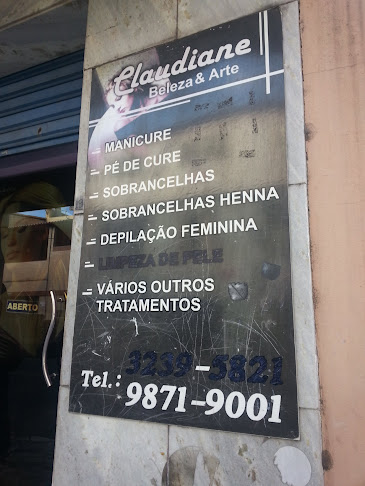 Claudiane
Beleza & Arte
MANICURE
PÉ DE CURE
SOBRANCELHAS
SOBRANCELHAS HENNA
DEPILAÇÃO FEMININA
LIMPEZA DE PELE
VÁRIOS OUTROS
TRATAMENTOS
3239-5821
Tel.: 9871-9001
ABERTO